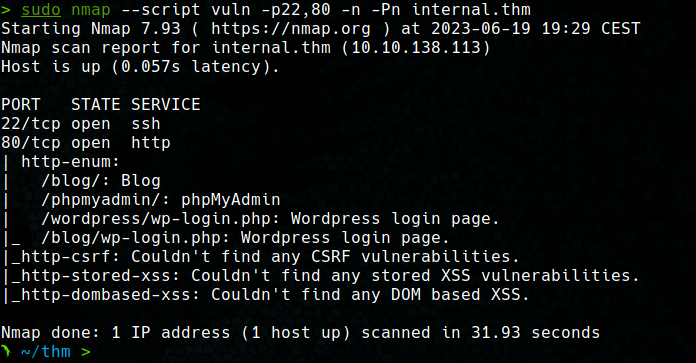 > sudo nmap --script vuln -p22,80 -n -Pn internal.thm
Starting Nmap 7.93 ( https://nmap.org ) at 2023-06-19 19:29 CEST
Nmap scan report for internal.thm (10.10.138.113)
Host is up (0.057s latency).

PORT   STATE SERVICE
22/tcp open  ssh
80/tcp open  http
| http-enum:
|   /blog/: Blog
|   /phpmyadmin/: phpMyAdmin
|   /wordpress/wp-login.php: Wordpress login page.
|_  /blog/wp-login.php: Wordpress login page.
|_http-csrf: Couldn't find any CSRF vulnerabilities.
|_http-stored-xss: Couldn't find any stored XSS vulnerabilities.
|_http-dombased-xss: Couldn't find any DOM based XSS.

Nmap done: 1 IP address (1 host up) scanned in 31.93 seconds
~/thm >